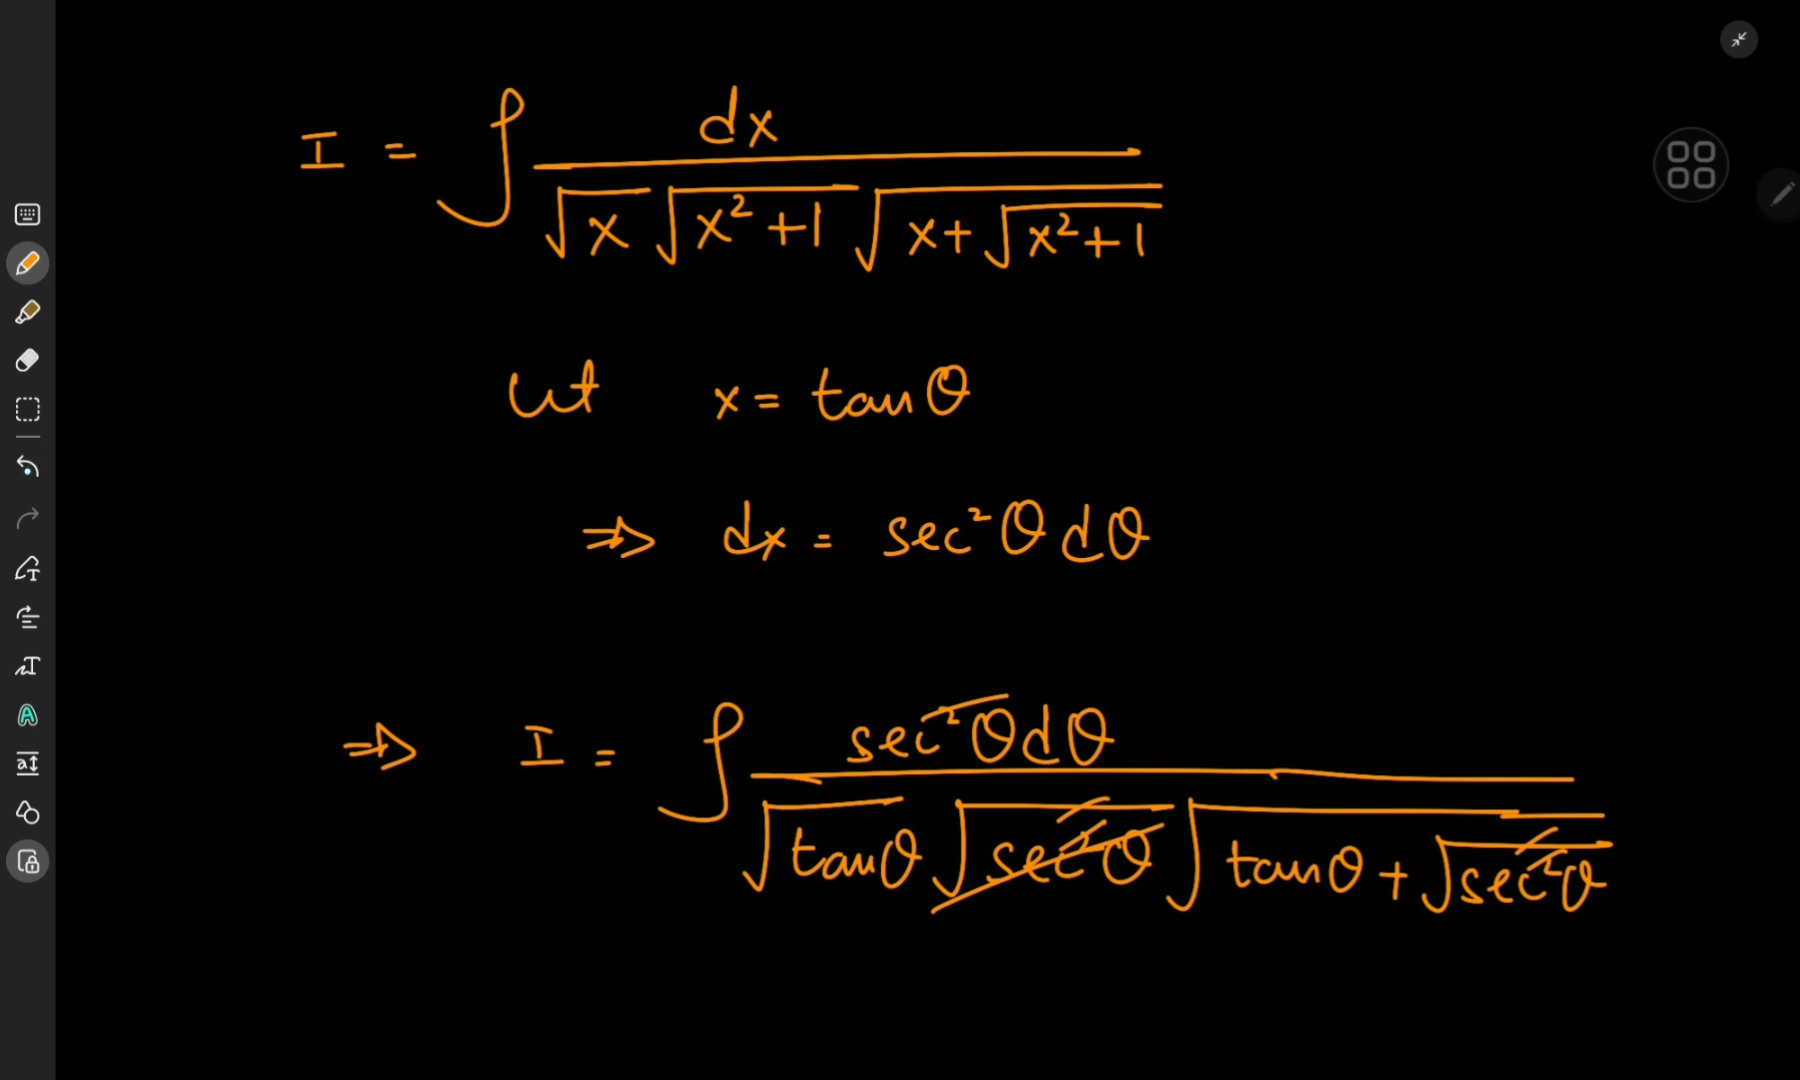 I = ∫ dx / (√x √(x²+1) √(x+√(x²+1)))
Let x = tanθ
⇒ dx = sec²θ dθ
⇒ I = ∫ sec²θ dθ / (√tanθ √sec²θ √(tanθ + √sec²θ))